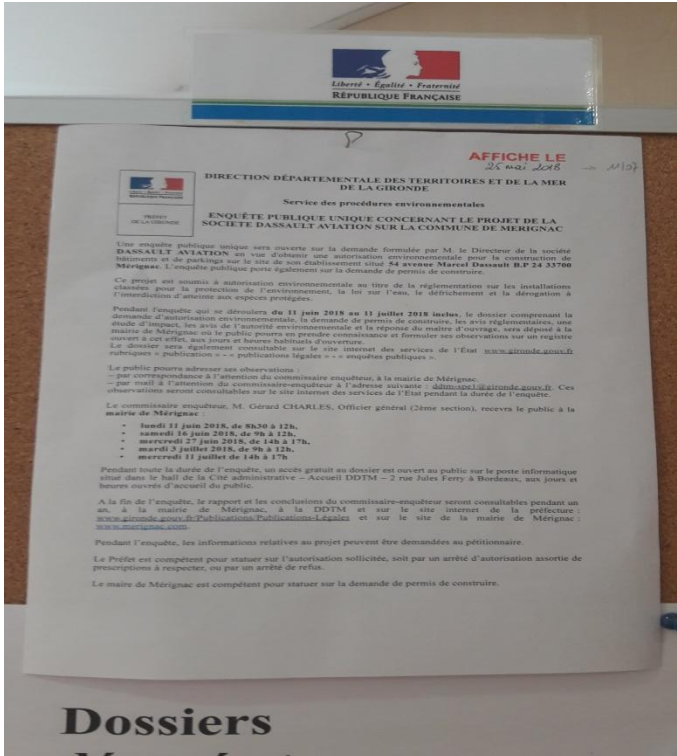 Liberté • Égalité • Fraternité
RÉPUBLIQUE FRANÇAISE
AFFICHE LE
25 mai 2018 → 11/07
PRÉFET
DE LA GIRONDE
DIRECTION DÉPARTEMENTALE DES TERRITOIRES ET DE LA MER
DE LA GIRONDE
Service des procédures environnementales
ENQUÊTE PUBLIQUE UNIQUE CONCERNANT LE PROJET DE LA
SOCIÉTÉ DASSAULT AVIATION SUR LA COMMUNE DE MERIGNAC
Une enquête publique unique sera ouverte sur la demande formulée par M. le Directeur de la société
DASSAULT AVIATION en vue d'obtenir une autorisation environnementale pour la construction de
bâtiments et de parkings sur le site de son établissement situé 54 avenue Marcel Dassault B.P 24 33700
Mérignac. L'enquête publique porte également sur la demande de permis de construire.
Ce projet est soumis à autorisation environnementale au titre de la réglementation sur les installations
classées pour la protection de l'environnement, la loi sur l'eau, le défrichement et la dérogation à
l'interdiction d'atteinte aux espèces protégées.
Pendant l'enquête qui se déroulera du 11 juin 2018 au 11 juillet 2018 inclus, le dossier comprenant la
demande d'autorisation environnementale, la demande de permis de construire, les avis réglementaires, une
étude d'impact, les avis de l'autorité environnementale et la réponse du maître d'ouvrage, sera déposé à la
mairie de Mérignac où le public pourra en prendre connaissance et formuler ses observations sur un registre
ouvert à cet effet, aux jours et heures habituels d'ouverture.
Le dossier sera également consultable sur le site internet des services de l'État www.gironde.gouv.fr
rubriques « publication » - « publications légales » - « enquêtes publiques ».
Le public pourra adresser ses observations :
– par correspondance à l'attention du commissaire enquêteur, à la mairie de Mérignac.
– par mail à l'attention du commissaire-enquêteur à l'adresse suivante : ddtm-spe1@gironde.gouv.fr. Ces
observations seront consultables sur le site internet des services de l'Etat pendant la durée de l'enquête.
Le commissaire enquêteur, M. Gérard CHARLES, Officier général (2ème section), recevra le public à la
mairie de Mérignac :
• lundi 11 juin 2018, de 8h30 à 12h,
• samedi 16 juin 2018, de 9h à 12h,
• mercredi 27 juin 2018, de 14h à 17h,
• mardi 3 juillet 2018, de 9h à 12h,
• mercredi 11 juillet de 14h à 17h
Pendant toute la durée de l'enquête, un accès gratuit au dossier est ouvert au public sur le poste informatique
situé dans le hall de la Cité administrative – Accueil DDTM – 2 rue Jules Ferry à Bordeaux, aux jours et
heures ouvrés d'accueil du public.
A la fin de l'enquête, le rapport et les conclusions du commissaire-enquêteur seront consultables pendant un
an, à la mairie de Mérignac, à la DDTM et sur le site internet de la préfecture :
www.gironde.gouv.fr/Publications/Publications-Légales et sur le site de la mairie de Mérignac :
www.merignac.com.
Pendant l'enquête, les informations relatives au projet peuvent être demandées au pétitionnaire.
Le Préfet est compétent pour statuer sur l'autorisation sollicitée, soit par un arrêté d'autorisation assortie de
prescriptions à respecter, ou par un arrêté de refus.
Le maire de Mérignac est compétent pour statuer sur la demande de permis de construire.
Dossiers